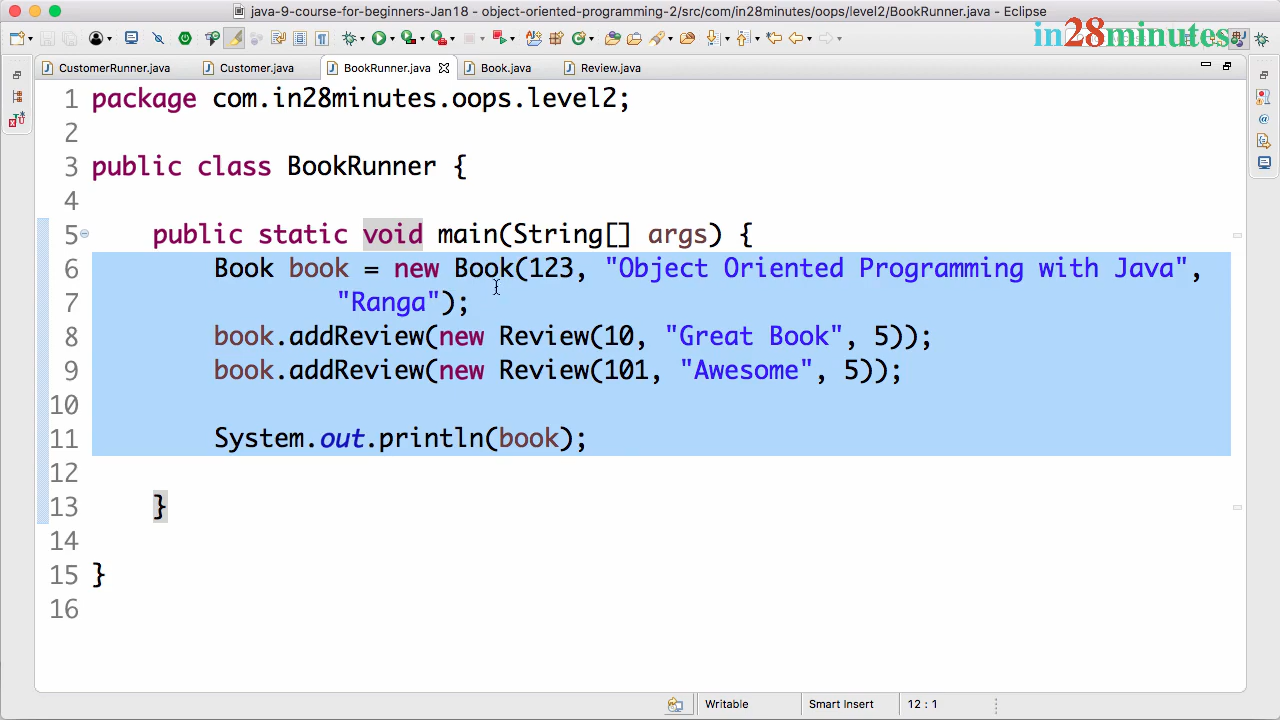 java-9-course-for-beginners-Jan18 - object-oriented-programming-2/src/com/in28minutes/oops/level2/BookRunner.java - Eclipse
in28minutes
CustomerRunner.java
Customer.java
BookRunner.java
Book.java
Review.java
1 package com.in28minutes.oops.level2;
2
3 public class BookRunner {
4
5 public static void main(String[] args) {
6 Book book = new Book(123, "Object Oriented Programming with Java",
7 "Ranga");
8 book.addReview(new Review(10, "Great Book", 5));
9 book.addReview(new Review(101, "Awesome", 5));
10
11 System.out.println(book);
12
13 }
14
15 }
16
Writable
Smart Insert
12 : 1